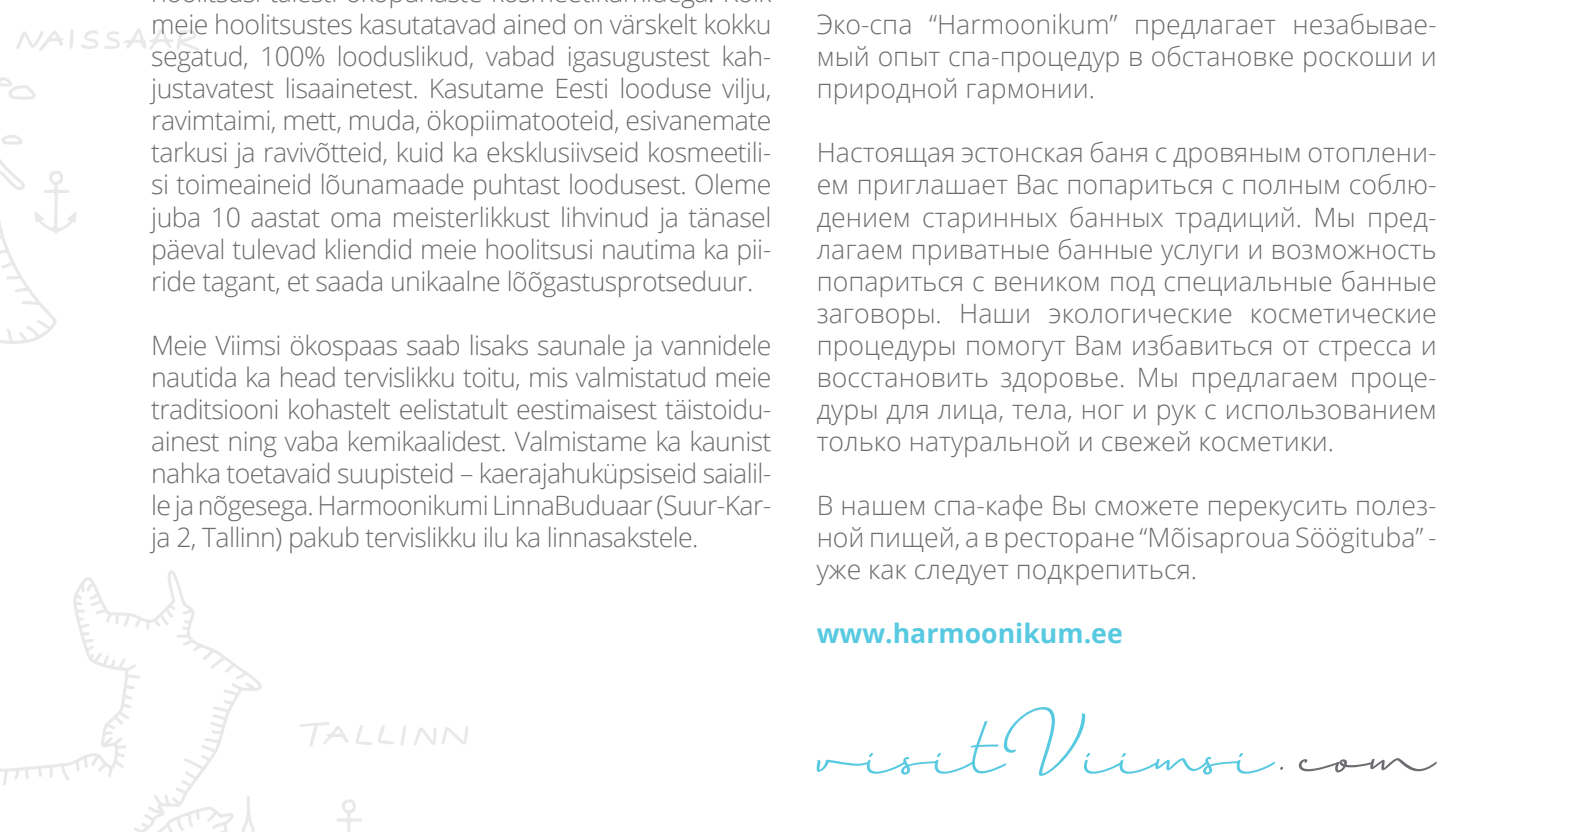 hoolitsusi täiesti ökopuhaste kosmeetikumidega. Kõik
meie hoolitsustes kasutatavad ained on värskelt kokku
segatud, 100% looduslikud, vabad igasugustest kah-
justavatest lisaainetest. Kasutame Eesti looduse vilju,
ravimtaimi, mett, muda, ökopiimatooteid, esivanemate
tarkusi ja ravivõtteid, kuid ka eksklusiivseid kosmeetili-
si toimeaineid lõunamaade puhtast loodusest. Oleme
juba 10 aastat oma meisterlikkust lihvinud ja tänasel
päeval tulevad kliendid meie hoolitsusi nautima ka pii-
ride tagant, et saada unikaalne lõõgastusprotseduur.
Meie Viimsi ökospaas saab lisaks saunale ja vannidele
nautida ka head tervislikku toitu, mis valmistatud meie
traditsiooni kohastelt eelistatult eestimaisest täistoidu-
ainest ning vaba kemikaalidest. Valmistame ka kaunist
nahka toetavaid suupisteid – kaerajahuküpsiseid saialil-
le ja nõgesega. Harmoonikumi LinnaBuduaar (Suur-Kar-
ja 2, Tallinn) pakub tervislikku ilu ka linnasakstele.
Эко-спа “Harmoonikum” предлагает незабывае-
мый опыт спа-процедур в обстановке роскоши и
природной гармонии.
Настоящая эстонская баня с дровяным отоплени-
ем приглашает Вас попариться с полным соблю-
дением старинных банных традиций. Мы пред-
лагаем приватные банные услуги и возможность
попариться с веником под специальные банные
заговоры. Наши экологические косметические
процедуры помогут Вам избавиться от стресса и
восстановить здоровье. Мы предлагаем проце-
дуры для лица, тела, ног и рук с использованием
только натуральной и свежей косметики.
В нашем спа-кафе Вы сможете перекусить полез-
ной пищей, а в ресторане “Mõisaproua Söögituba” -
уже как следует подкрепиться.
www.harmoonikum.ee
visitViimsi.com
NAISSAAR
TALLINN